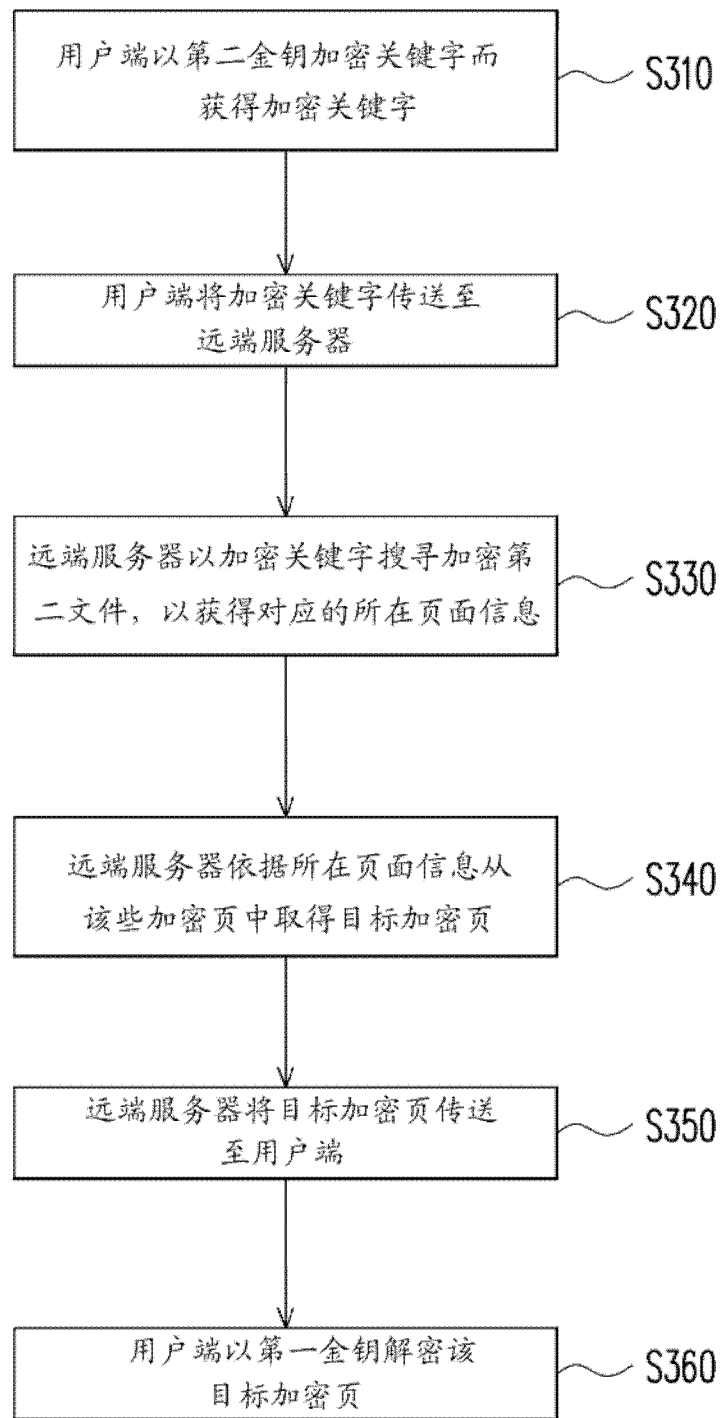 用户端以第二金钥加密关键字而
获得加密关键字
S310
用户端将加密关键字传送至
远端服务器
S320
远端服务器以加密关键字搜寻加密第
二文件，以获得对应的所在页面信息
S330
远端服务器依据所在页面信息从
该些加密页中取得目标加密页
S340
远端服务器将目标加密页传送
至用户端
S350
用户端以第一金钥解密该
目标加密页
S360